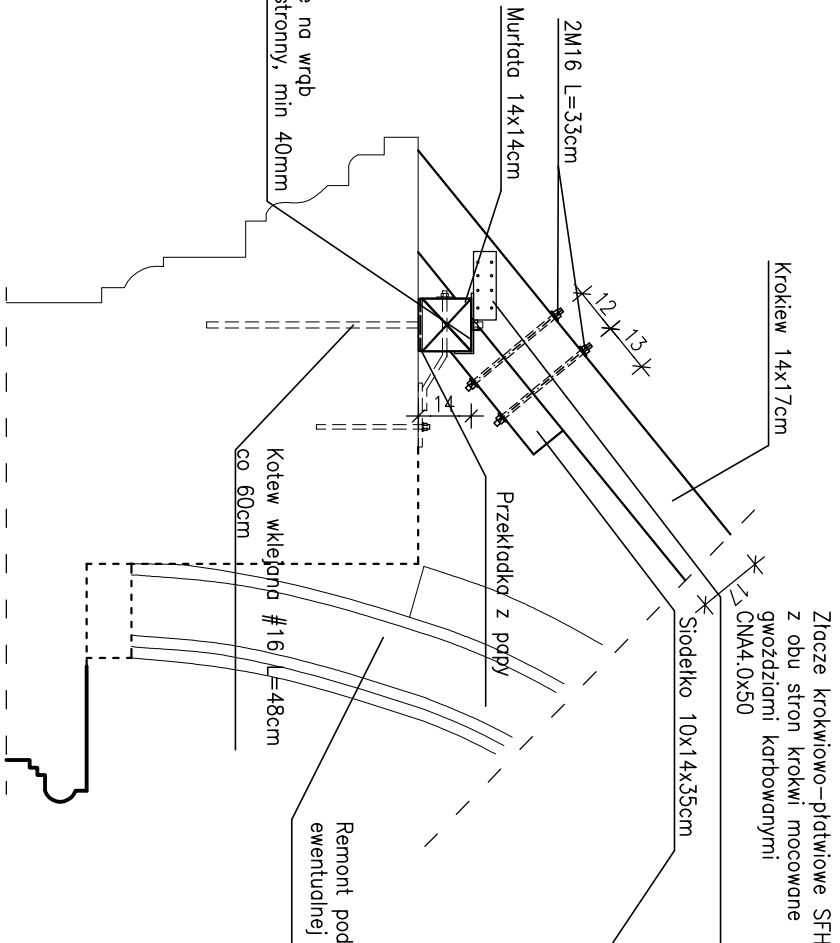 Złącze krokwiowo-płatwiowe SFH
z obu stron krokwi mocowane
gwoździami karbowanymi
CNA4.0x50
Krokiew 14x17cm
17
Siodełko 10x14x35cm
12
13
2M16 L=33cm
Murłata 14x14cm
Przekładka z papy
14
Remont pod
ewentualnej
na wrąb
stronny, min 40mm
Kotew wklejana #16 L=48cm
co 60cm